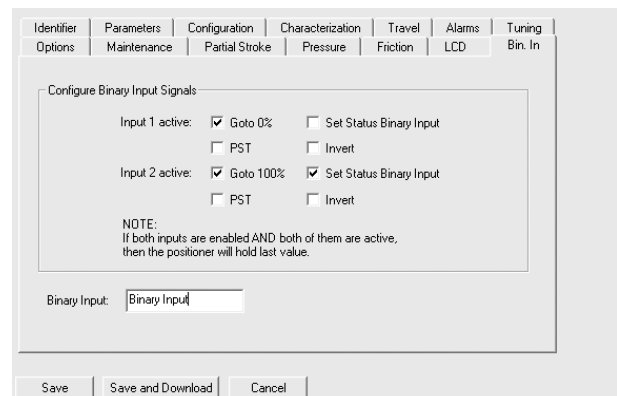 Identifier Parameters Configuration Characterization Travel Alarms Tuning
Options Maintenance Partial Stroke Pressure Friction LCD Bin. In
Configure Binary Input Signals
Input 1 active: Goto 0% Set Status Binary Input
PST Invert
Input 2 active: Goto 100% Set Status Binary Input
PST Invert
NOTE:
If both inputs are enabled AND both of them are active,
then the positioner will hold last value.
Binary Input: Binary Input
Save Save and Download Cancel